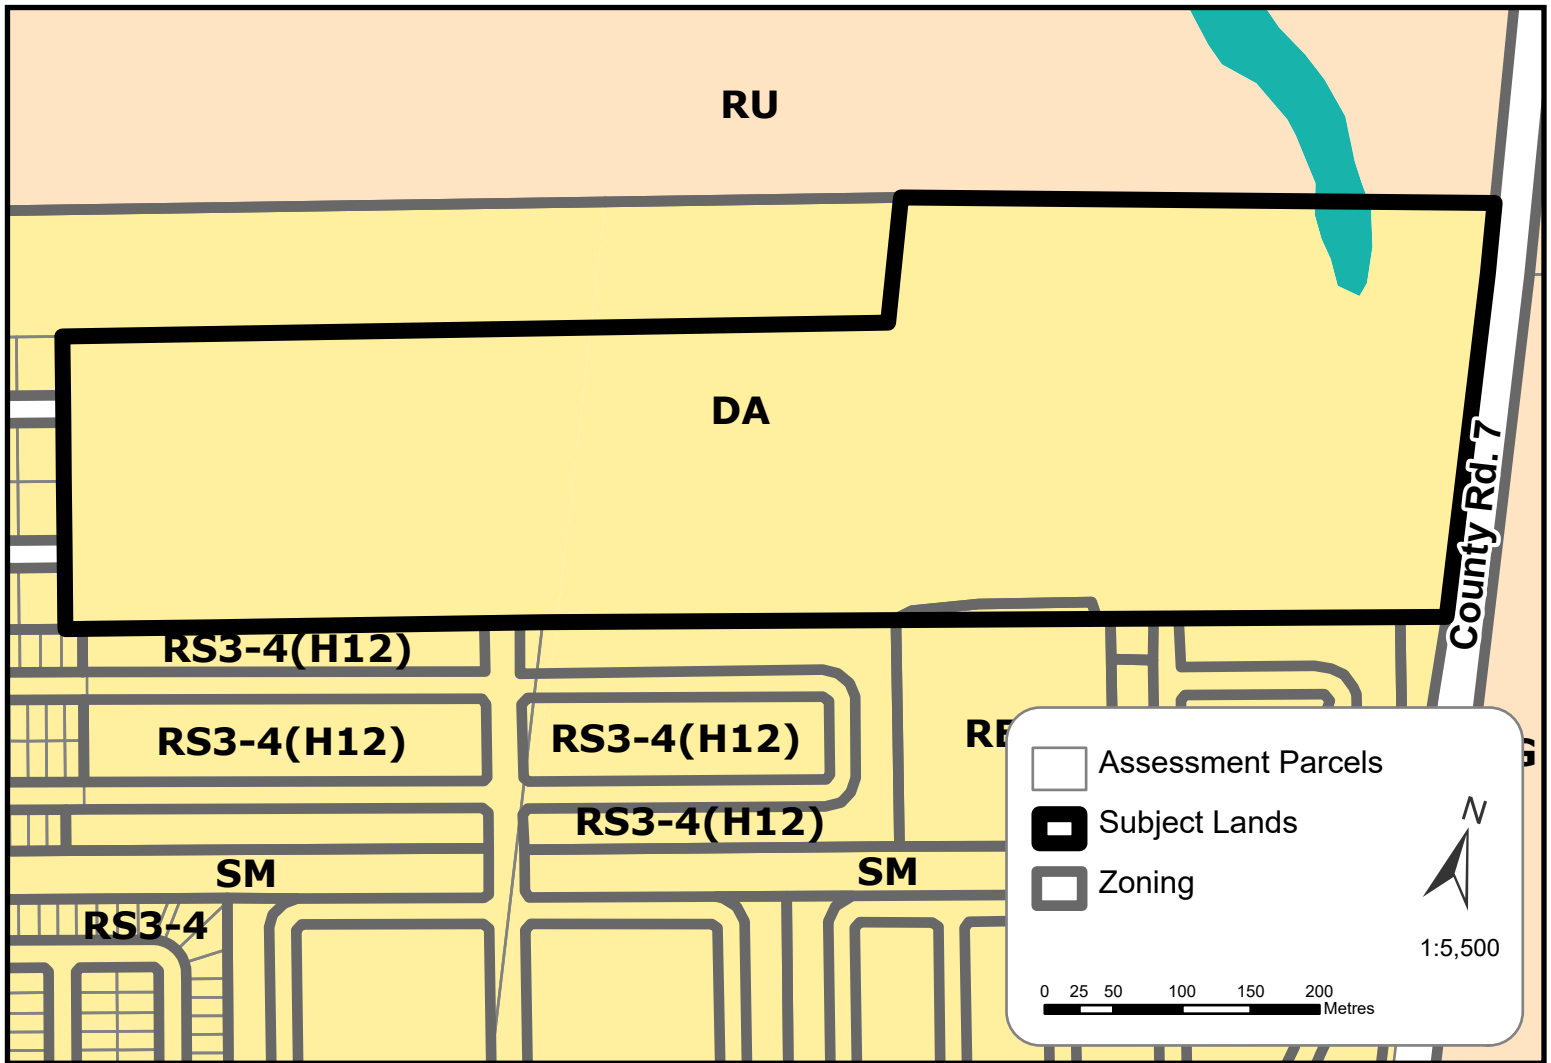 RU
DA
County Rd. 7
RS3-4(H12)
RS3-4(H12)
RS3-4(H12)
RS3-4(H12)
SM
SM
RS3-4
Assessment Parcels
Subject Lands
Zoning
N
1:5,500
0 25 50 100 150 200
Metres